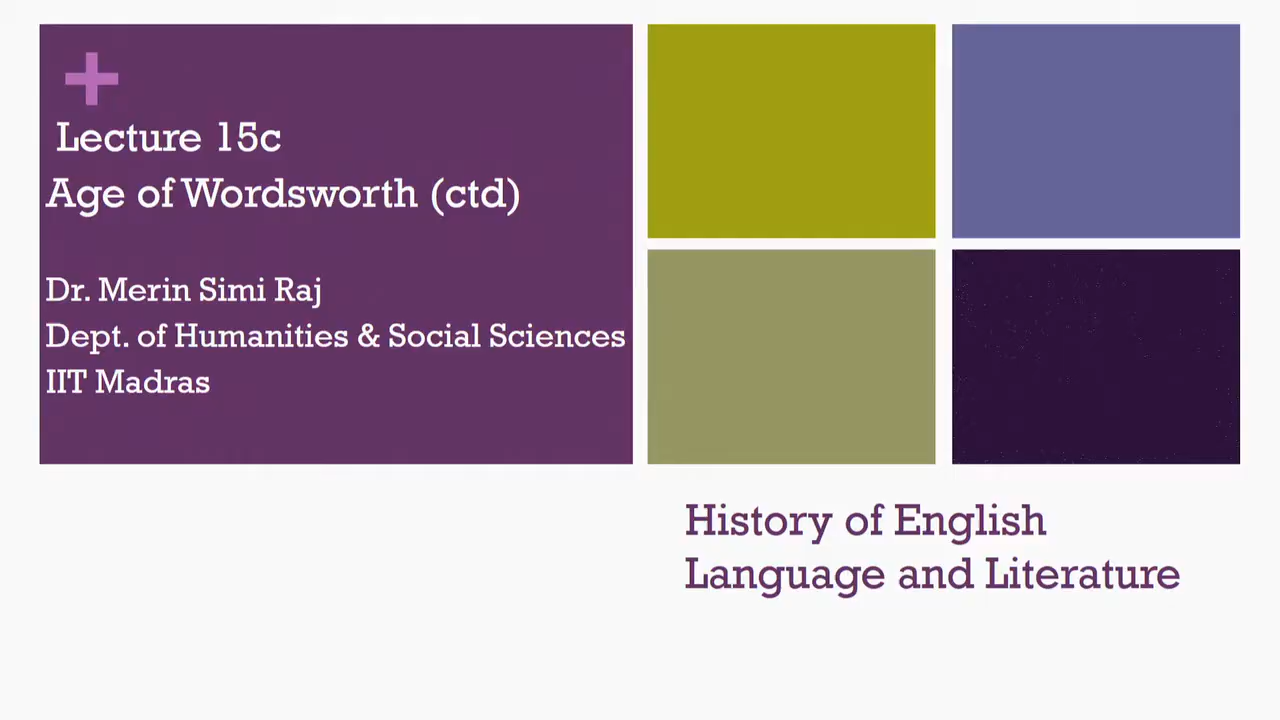 Lecture 15c
Age of Wordsworth (ctd)
Dr. Merin Simi Raj
Dept. of Humanities & Social Sciences
IIT Madras
History of English
Language and Literature